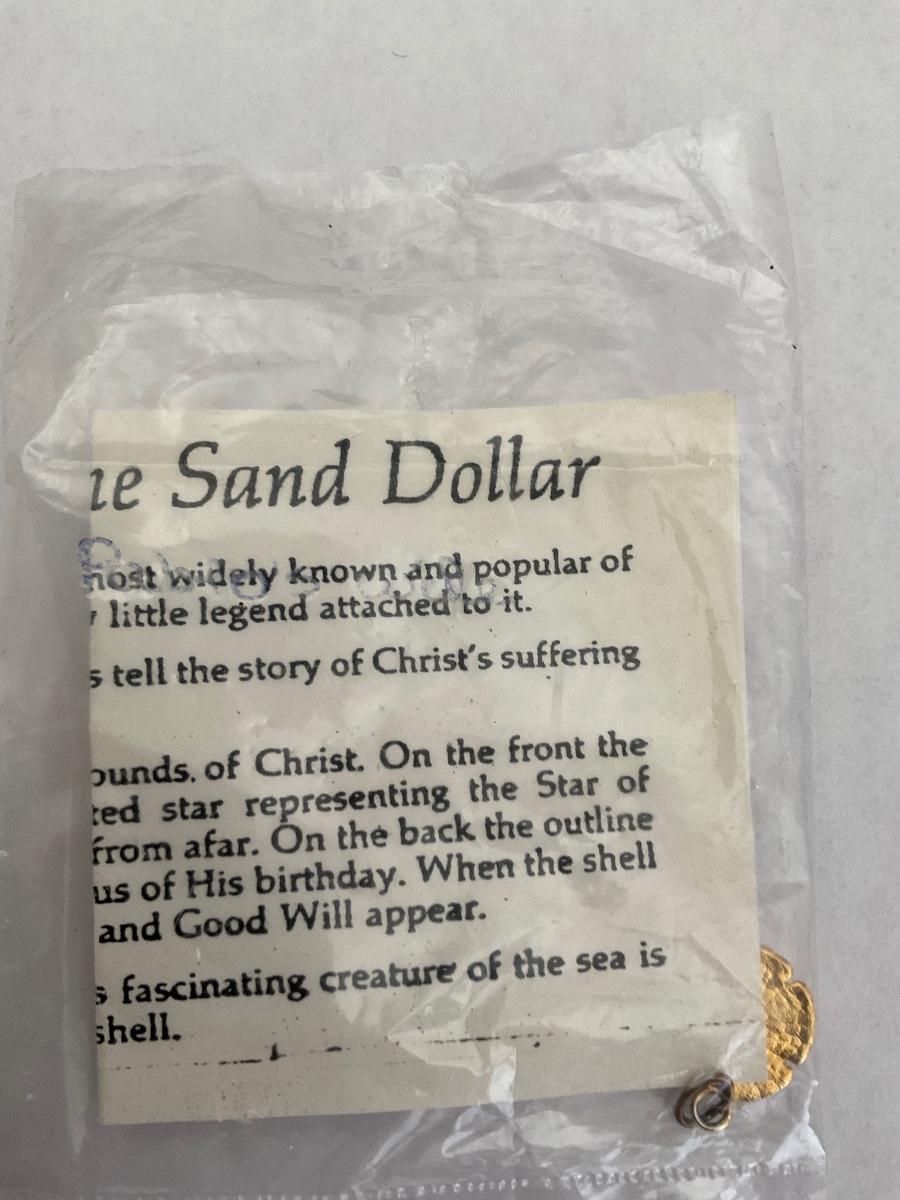 ie Sand Dollar
nost widely known and popular of
little legend attached to it.
s tell the story of Christ's suffering
ounds, of Christ. On the front the
ted star representing the Star of
from afar. On the back the outline
us of His birthday. When the shell
and Good Will appear.
s fascinating creature of the sea is
shell.